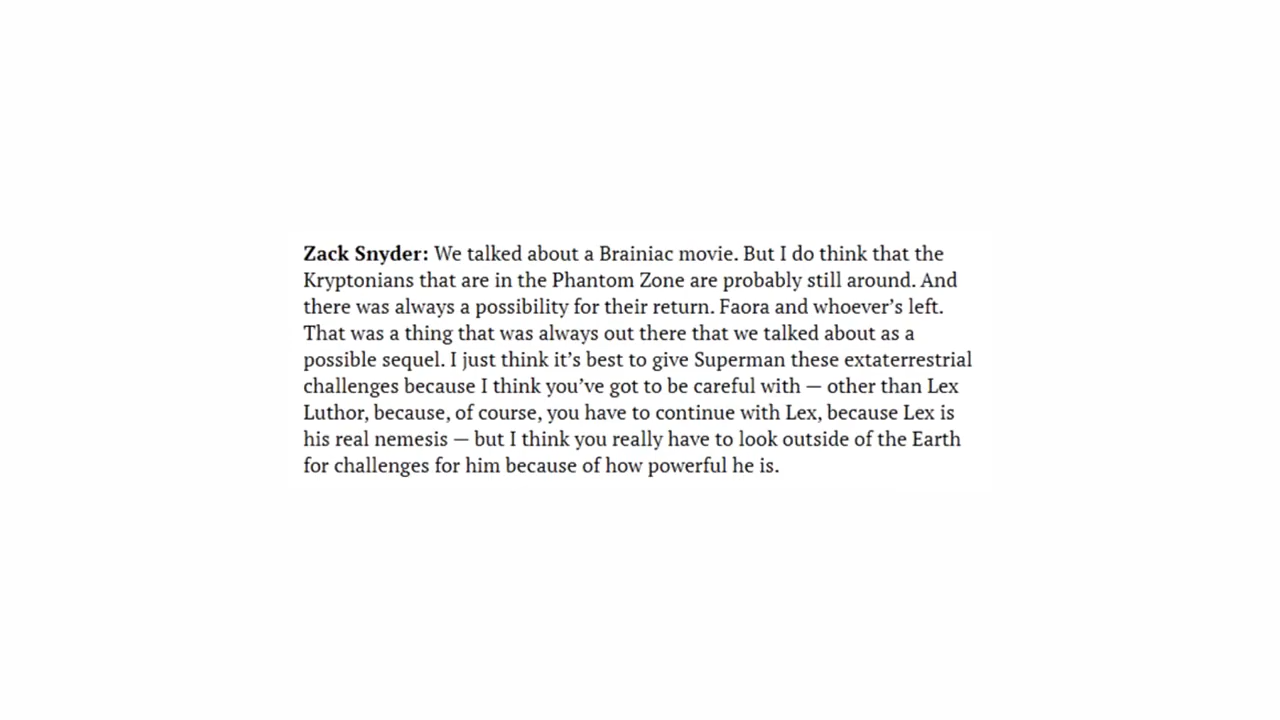 Zack Snyder: We talked about a Brainiac movie. But I do think that the
Kryptonians that are in the Phantom Zone are probably still around. And
there was always a possibility for their return. Faora and whoever’s left.
That was a thing that was always out there that we talked about as a
possible sequel. I just think it’s best to give Superman these extaterrestrial
challenges because I think you’ve got to be careful with — other than Lex
Luthor, because, of course, you have to continue with Lex, because Lex is
his real nemesis — but I think you really have to look outside of the Earth
for challenges for him because of how powerful he is.